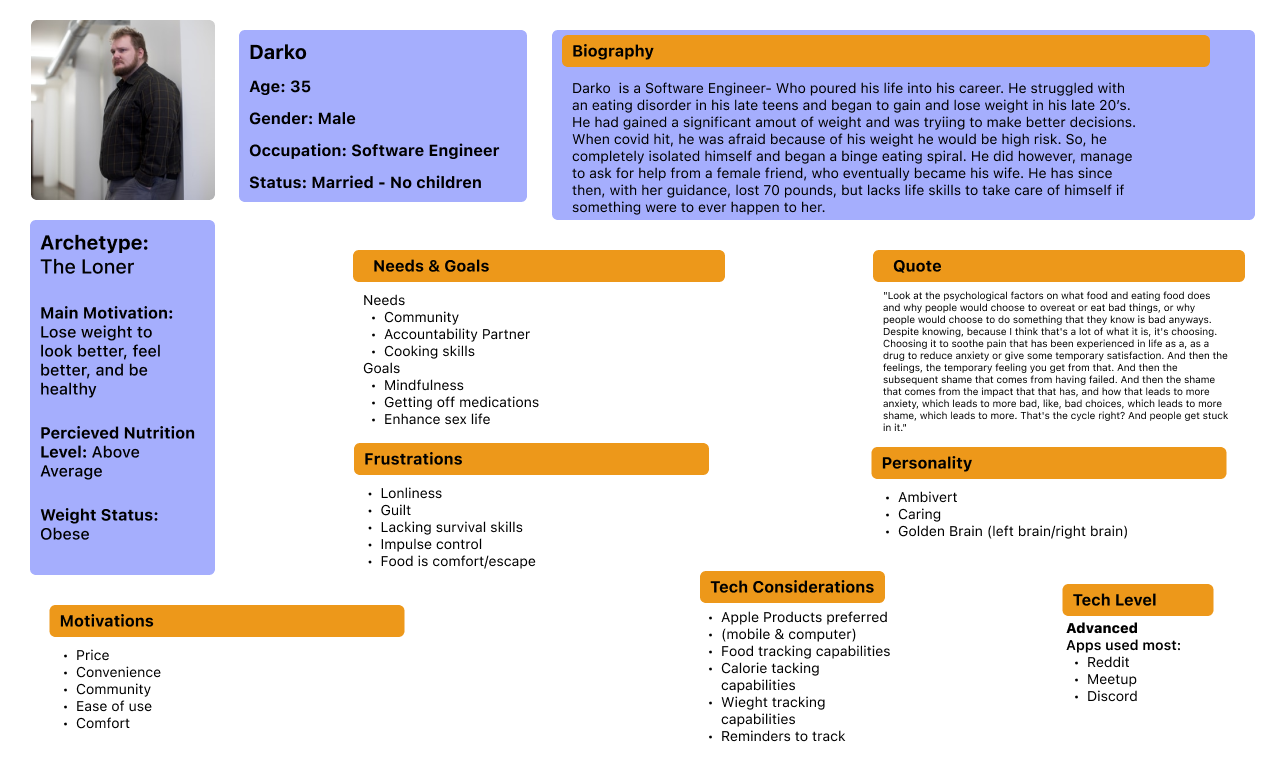 Darko
Age: 35
Gender: Male
Occupation: Software Engineer
Status: Married - No children
Biography
Darko  is a Software Engineer- Who poured his life into his career. He struggled with
an eating disorder in his late teens and began to gain and lose weight in his late 20's.
He had gained a significant amout of weight and was tryiing to make better decisions.
When covid hit, he was afraid because of his weight he would be high risk. So, he
completely isolated himself and began a binge eating spiral. He did however, manage
to ask for help from a female friend, who eventually became his wife. He has since
then, with her guidance, lost 70 pounds, but lacks life skills to take care of himself if
something were to ever happen to her.
Archetype:
The Loner
Main Motivation:
Lose weight to
look better, feel
better, and be
healthy
Percieved Nutrition
Level: Above
Average
Weight Status:
Obese
Needs & Goals
Needs
• Community
• Accountability Partner
• Cooking skills
Goals
• Mindfulness
• Getting off medications
• Enhance sex life
Quote
"Look at the psychological factors on what food and eating food does
and why people would choose to overeat or eat bad things, or why
people would choose to do something that they know is bad anyways.
Despite knowing, because I think that's a lot of what it is, it's choosing.
Choosing it to soothe pain that has been experienced in life as a, as a
drug to reduce anxiety or give some temporary satisfaction. And then the
feelings, the temporary feeling you get from that. And then the
subsequent shame that comes from having failed. And then the shame
that comes from the impact that that has, and how that leads to more
anxiety, which leads to more bad, like, bad choices, which leads to more
shame, which leads to more. That's the cycle right? And people get stuck
in it."
Frustrations
• Lonliness
• Guilt
• Lacking survival skills
• Impulse control
• Food is comfort/escape
Personality
• Ambivert
• Caring
• Golden Brain (left brain/right brain)
Motivations
• Price
• Convenience
• Community
• Ease of use
• Comfort
Tech Considerations
• Apple Products preferred
• (mobile & computer)
• Food tracking capabilities
• Calorie tacking
capabilities
• Wieght tracking
capabilities
• Reminders to track
Tech Level
Advanced
Apps used most:
• Reddit
• Meetup
• Discord